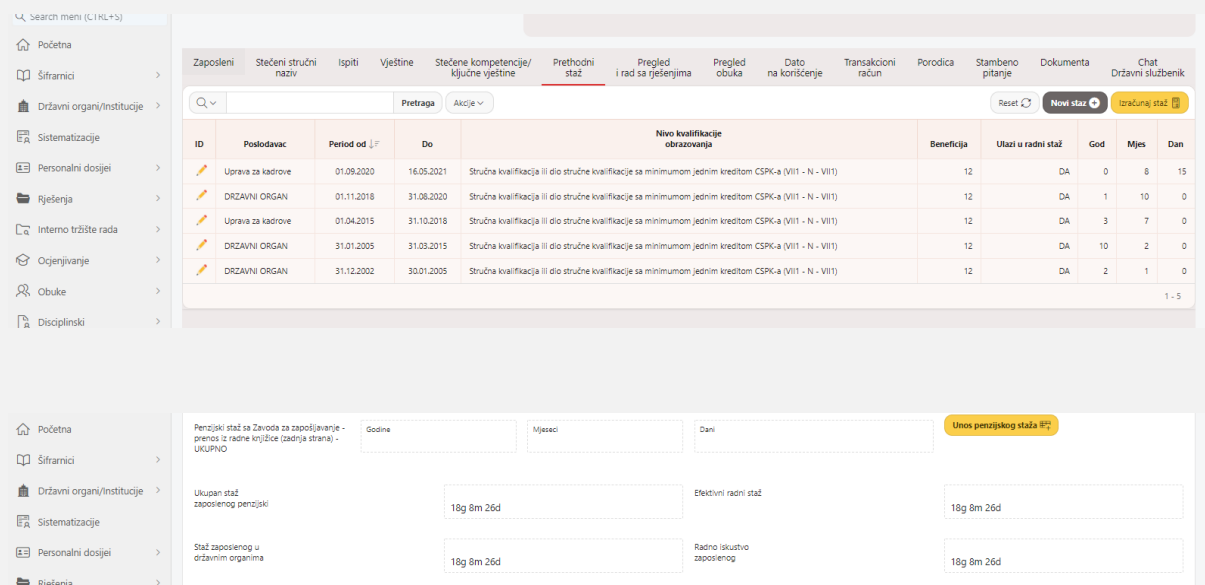 Search meni (CTRL+S)
Početna
Šifrarnici
Državni organi/Institucije
Sistematizacije
Personalni dosijei
Rješenja
Interno tržište rada
Ocjenjivanje
Obuke
Disciplinski
Zaposleni
Stečeni stručni
naziv
Ispiti
Vještine
Stečene kompetencije/
ključne vještine
Prethodni
staž
Pregled
i rad sa rješenjima
Pregled
obuka
Dato
na korišćenje
Transakcioni
račun
Porodica
Stambeno
pitanje
Dokumenta
Chat
Državni službenik
Pretraga
Akcije
Reset
Novi staž
Izračunaj staž
ID Poslodavac Period od Do Nivo kvalifikacije
obrazovanja
Beneficija Ulazi u radni staž God Mjes Dan
Uprava za kadrove 01.09.2020 16.05.2021 Stručna kvalifikacija ili dio stručne kvalifikacije sa minimumom jednim kreditom CSPK-a (VII1 - N - VII1) 12 DA 0 8 15
DRZAVNI ORGAN 01.11.2018 31.08.2020 Stručna kvalifikacija ili dio stručne kvalifikacije sa minimumom jednim kreditom CSPK-a (VII1 - N - VII1) 12 DA 1 10 0
Uprava za kadrove 01.04.2015 31.10.2018 Stručna kvalifikacija ili dio stručne kvalifikacije sa minimumom jednim kreditom CSPK-a (VII1 - N - VII1) 12 DA 3 7 0
DRZAVNI ORGAN 31.01.2005 31.03.2015 Stručna kvalifikacija ili dio stručne kvalifikacije sa minimumom jednim kreditom CSPK-a (VII1 - N - VII1) 12 DA 10 2 0
DRZAVNI ORGAN 31.12.2002 30.01.2005 Stručna kvalifikacija ili dio stručne kvalifikacije sa minimumom jednim kreditom CSPK-a (VII1 - N - VII1) 12 DA 2 1 0
1 - 5
Početna
Šifrarnici
Državni organi/Institucije
Sistematizacije
Personalni dosijei
Rješenja
Penzijski staž sa Zavoda za zapošljavanje -
prenos iz radne knjižice (zadnja strana) -
UKUPNO
Godine
Mjeseci
Dani
Unos penzijskog staža
Ukupan staž
zaposlenog penzijski
18g 8m 26d
Efektivni radni staž
18g 8m 26d
Staž zaposlenog u
državnim organima
18g 8m 26d
Radno iskustvo
zaposlenog
18g 8m 26d